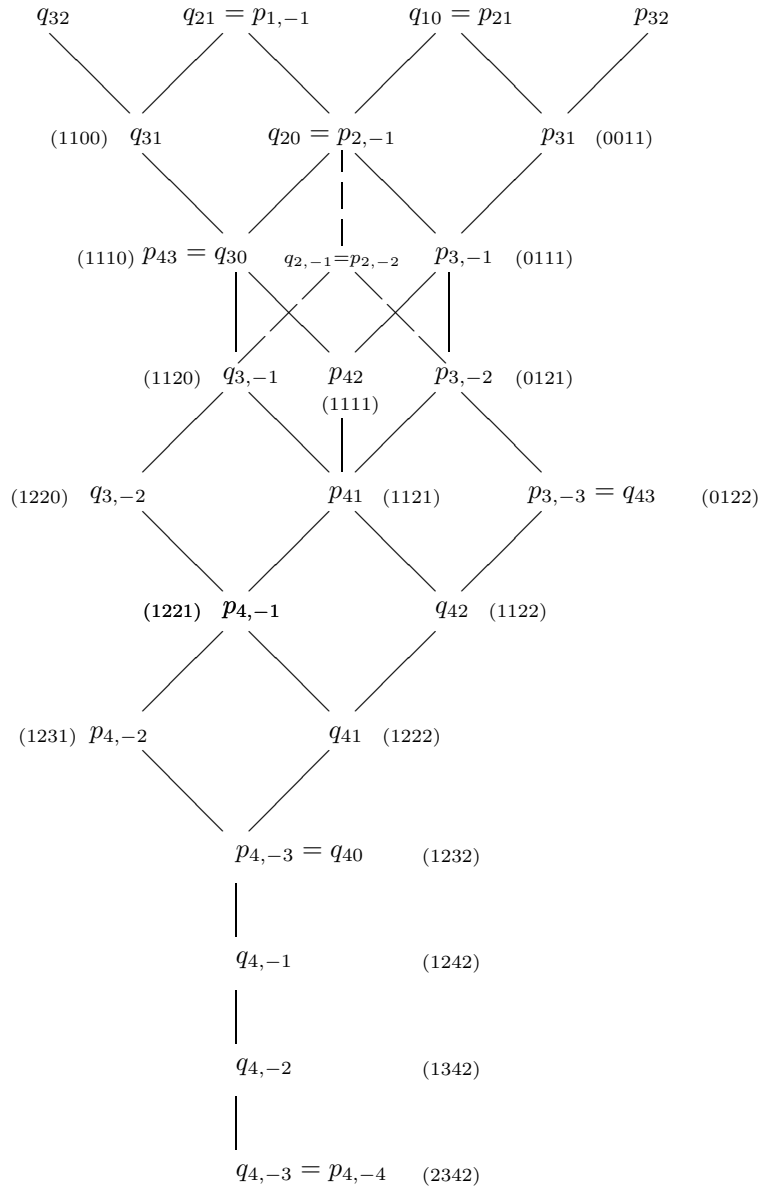 q32 q21 = p1,−1 q10 = p21 p32
(1100) q31 q20 = p2,−1 p31 (0011)
(1110) p43 = q30 q2,−1=p2,−2 p3,−1 (0111)
(1120) q3,−1 p42 p3,−2 (0121)
(1111)
(1220) q3,−2 p41 (1121) p3,−3 = q43 (0122)
(1221) p4,−1 q42 (1122)
(1231) p4,−2 q41 (1222)
p4,−3 = q40 (1232)
q4,−1 (1242)
q4,−2 (1342)
q4,−3 = p4,−4 (2342)